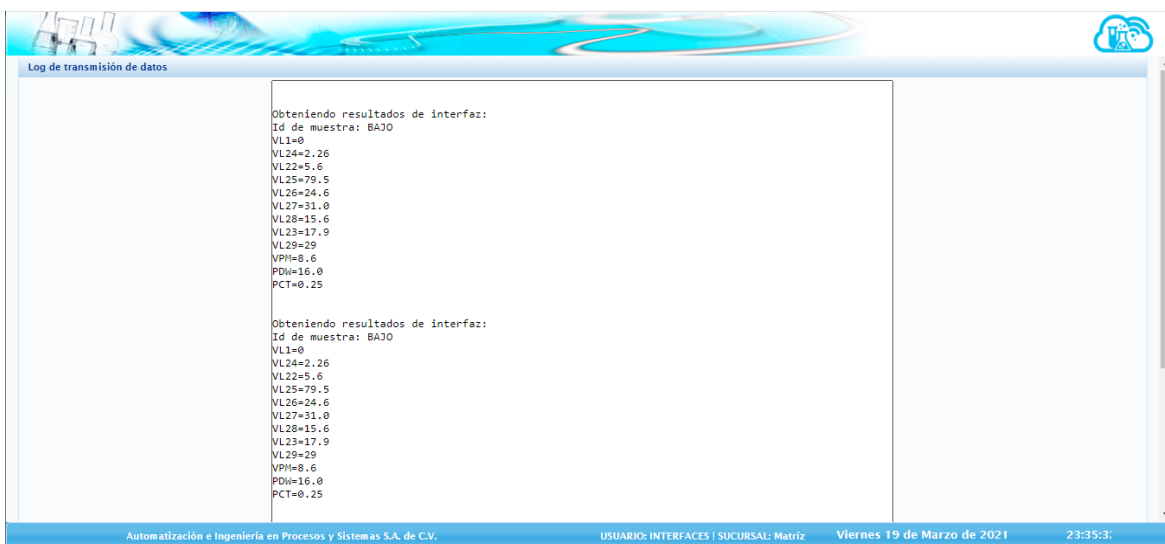 Log de transmisión de datos
Obteniendo resultados de interfaz:
Id de muestra: BAJO
VL1=0
VL24=2.26
VL22=5.6
VL25=79.5
VL26=24.6
VL27=31.0
VL28=15.6
VL23=17.9
VL29=29
VPM=8.6
PDW=16.0
PCT=0.25
Obteniendo resultados de interfaz:
Id de muestra: BAJO
VL1=0
VL24=2.26
VL22=5.6
VL25=79.5
VL26=24.6
VL27=31.0
VL28=15.6
VL23=17.9
VL29=29
VPM=8.6
PDW=16.0
PCT=0.25
Automatización e Ingeniería en Procesos y Sistemas S.A. de C.V. USUARIO: INTERFACES | SUCURSAL: Matriz Viernes 19 de Marzo de 2021